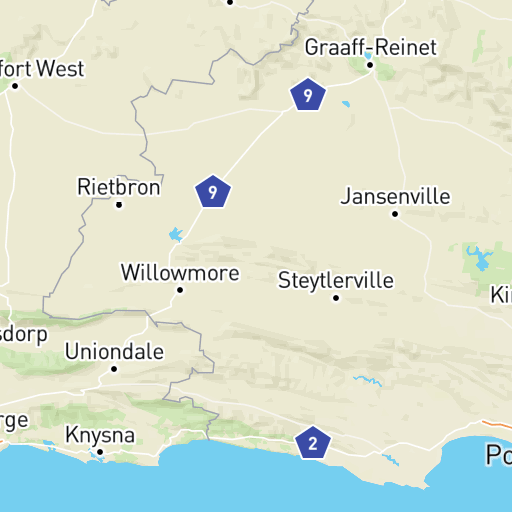 Graaff-Reinet
fort West
9
Rietbron
9
Jansenville
Willowmore
Steytlerville
Kir
sdorp
Uniondale
rge
Knysna
2
Po